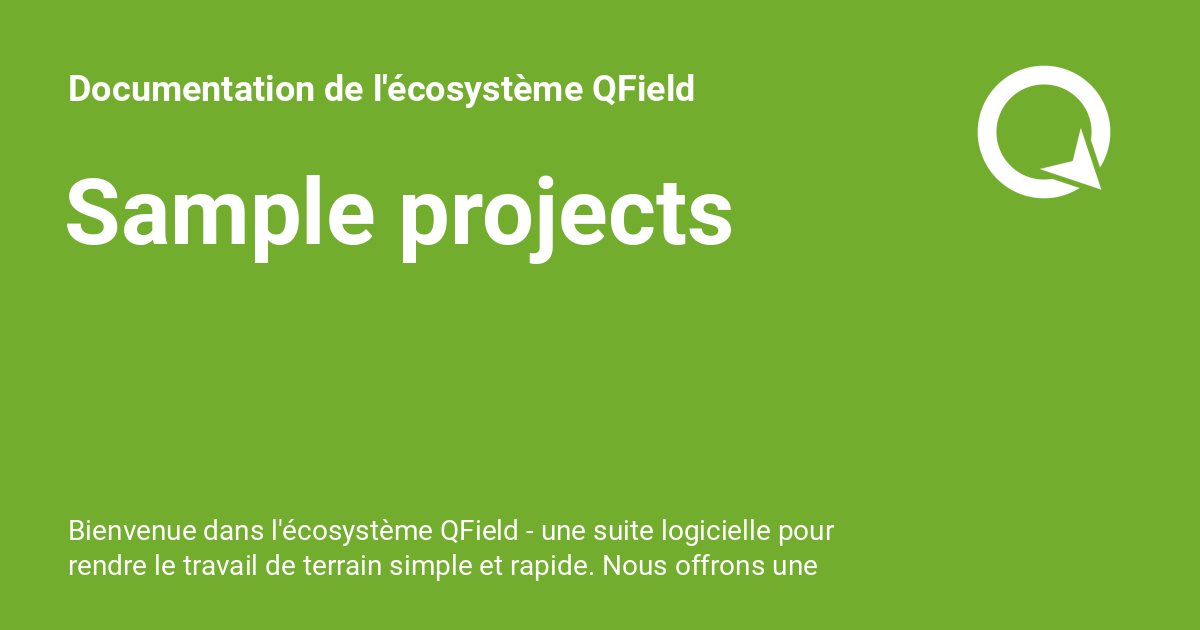 Documentation de l'écosystème QField
Sample projects
Bienvenue dans l'écosystème QField - une suite logicielle pour
rendre le travail de terrain simple et rapide. Nous offrons une